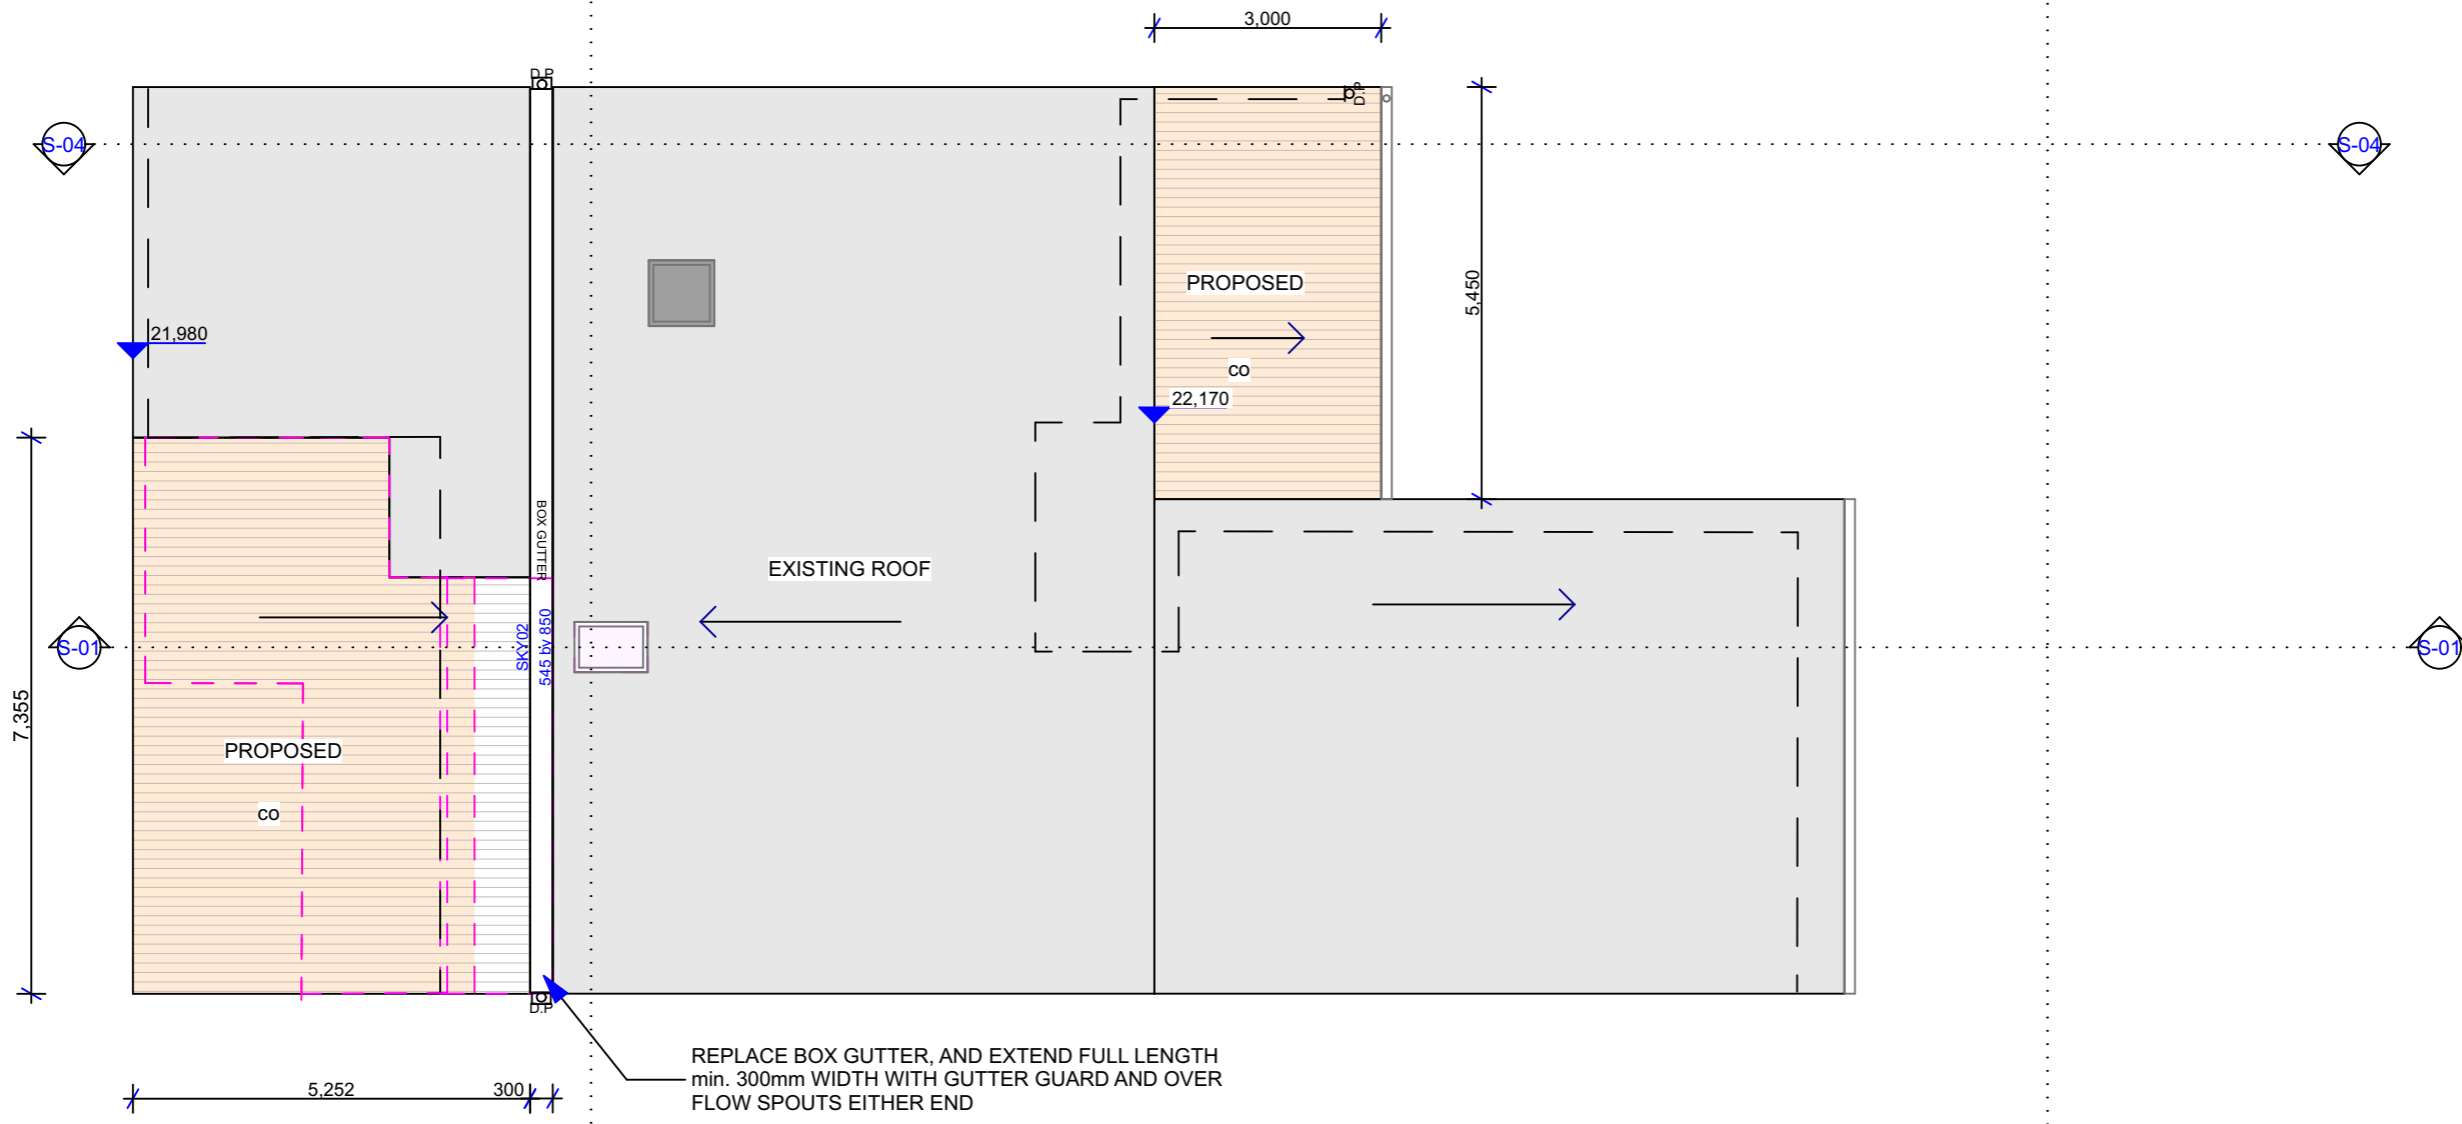 3,000
D.P
D.P
S-04
S-04
PROPOSED
5,450
21,980
co
22,170
BOX GUTTER
EXISTING ROOF
SKY02
545 by 850
S-01
S-01
7,355
PROPOSED
co
D.P
REPLACE BOX GUTTER, AND EXTEND FULL LENGTH
min. 300mm WIDTH WITH GUTTER GUARD AND OVER
FLOW SPOUTS EITHER END
5,252
300